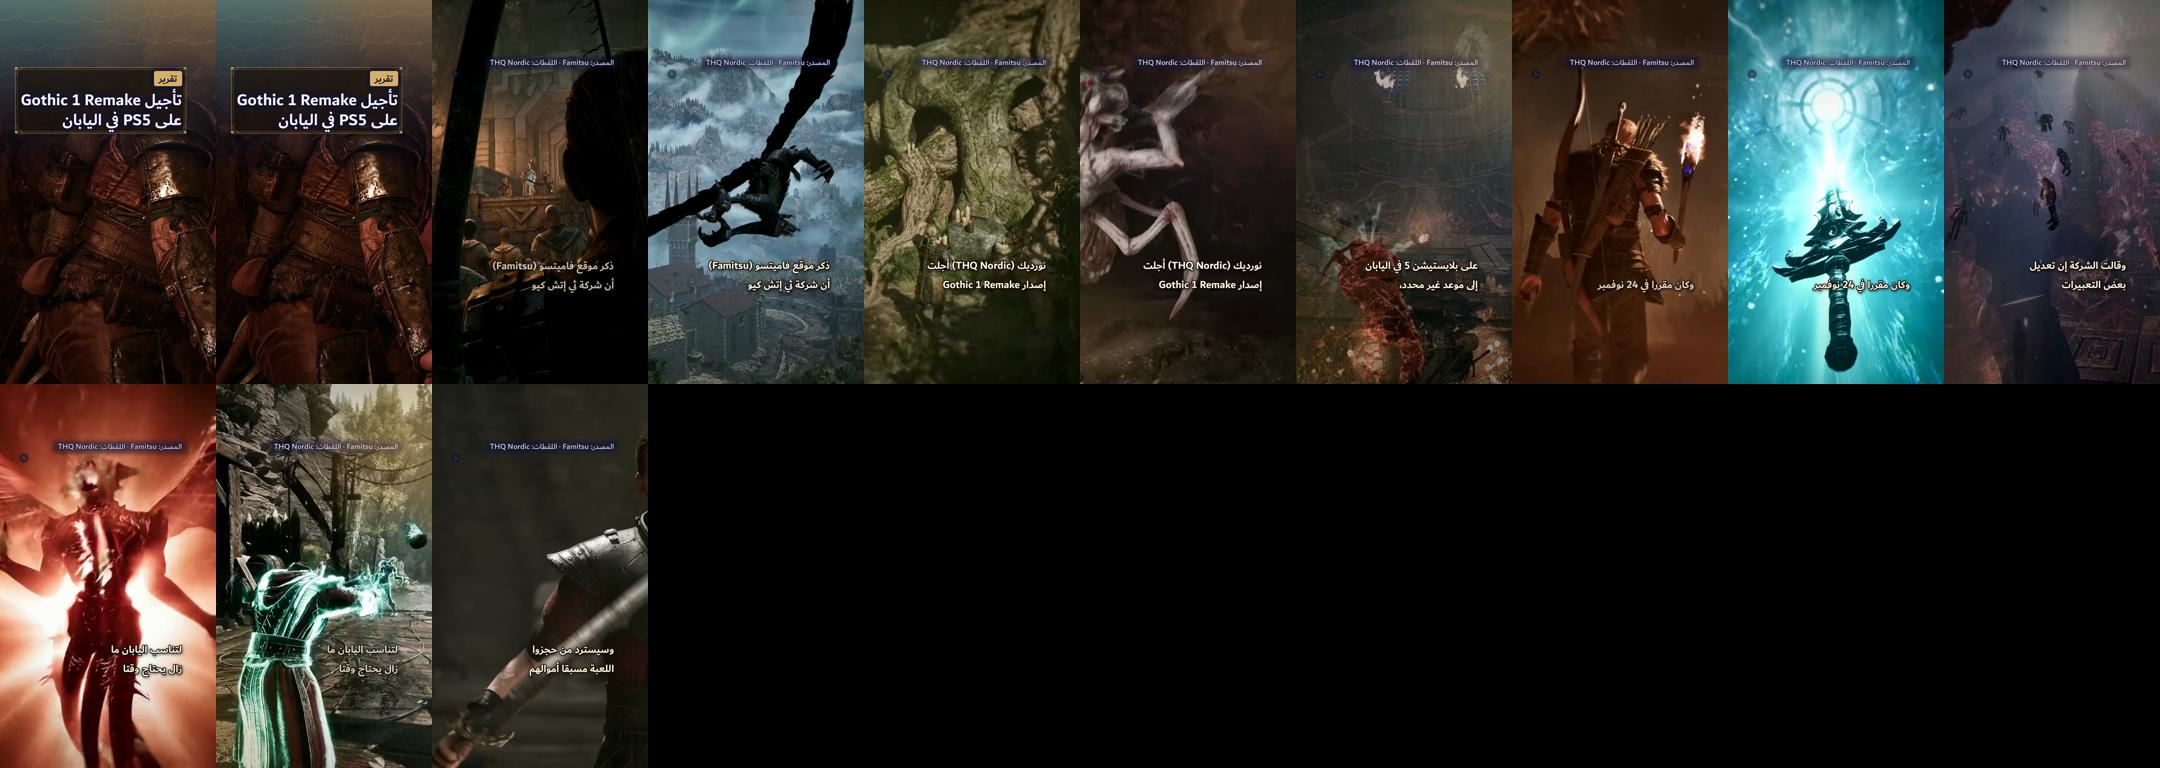 تقرير
تأجيل Gothic 1 Remake
على PS5 في اليابان
تقرير
تأجيل Gothic 1 Remake
على PS5 في اليابان
المصدر: Famitsu · اللقطات: THQ Nordic
ذكر موقع فاميتسو (Famitsu)
أن شركة ثي إتش كيو
المصدر: Famitsu · اللقطات: THQ Nordic
ذكر موقع فاميتسو (Famitsu)
أن شركة ثي إتش كيو
المصدر: Famitsu · اللقطات: THQ Nordic
نورديك (THQ Nordic) أجلت
إصدار Gothic 1 Remake
المصدر: Famitsu · اللقطات: THQ Nordic
نورديك (THQ Nordic) أجلت
إصدار Gothic 1 Remake
المصدر: Famitsu · اللقطات: THQ Nordic
على بلايستيشن 5 في اليابان
إلى موعد غير محدد،
المصدر: Famitsu · اللقطات: THQ Nordic
وكان مقررا في 24 نوفمبر
المصدر: Famitsu · اللقطات: THQ Nordic
وكان مقررا في 24 نوفمبر
المصدر: Famitsu · اللقطات: THQ Nordic
وقالت الشركة إن تعديل
بعض التعبيرات
المصدر: Famitsu · اللقطات: THQ Nordic
لتناسب اليابان ما
زال يحتاج وقتا
المصدر: Famitsu · اللقطات: THQ Nordic
لتناسب اليابان ما
زال يحتاج وقتا
المصدر: Famitsu · اللقطات: THQ Nordic
وسيسترد من حجزوا
اللعبة مسبقا أموالهم